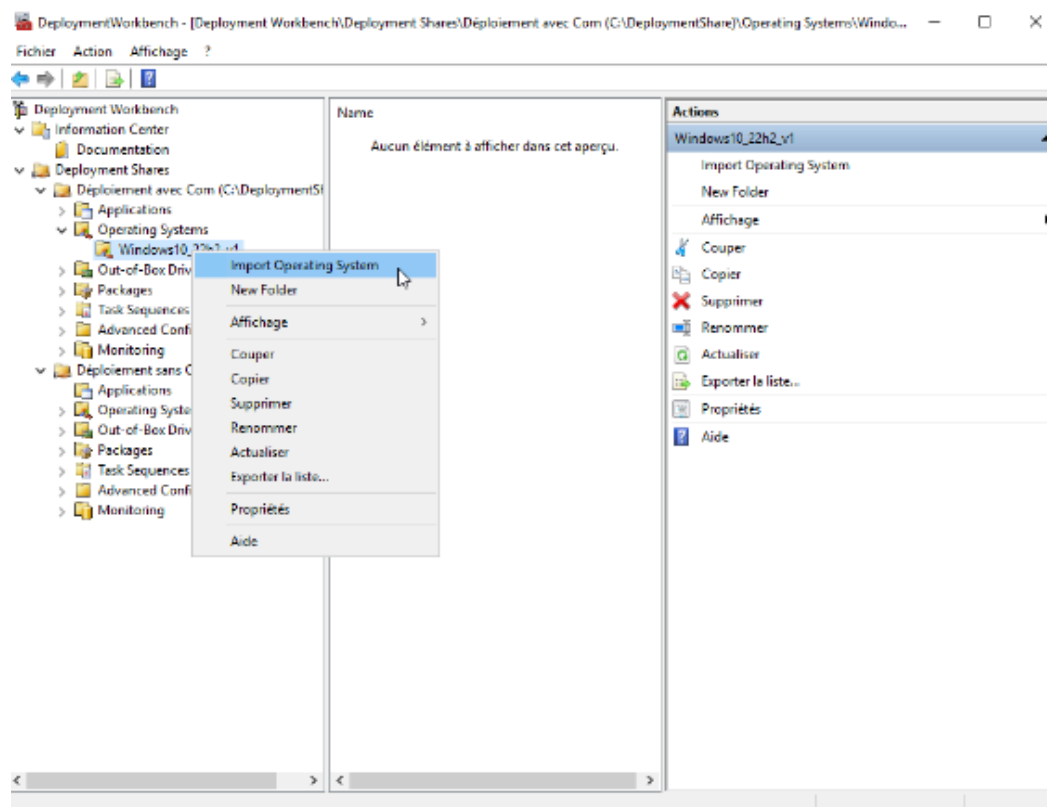 DeploymentWorkbench - [Deployment Workbench\Deployment Shares\Déploiement avec Com (C:\DeploymentShare)\Operating Systems\Windo...
Fichier Action Affichage ?
Deployment Workbench
Information Center
Documentation
Deployment Shares
Déploiement avec Com (C:\DeploymentSh
Applications
Operating Systems
Windows10_22h2_v1
Out-of-Box Driv
Packages
Task Sequences
Advanced Confi
Monitoring
Déploiement sans C
Applications
Operating Syste
Out-of-Box Driv
Packages
Task Sequences
Advanced Confi
Monitoring
Import Operating System
New Folder
Affichage
Couper
Copier
Supprimer
Renommer
Actualiser
Exporter la liste...
Propriétés
Aide
Name
Aucun élément à afficher dans cet aperçu.
Actions
Windows10_22h2_v1
Import Operating System
New Folder
Affichage
Couper
Copier
Supprimer
Renommer
Actualiser
Exporter la liste...
Propriétés
Aide